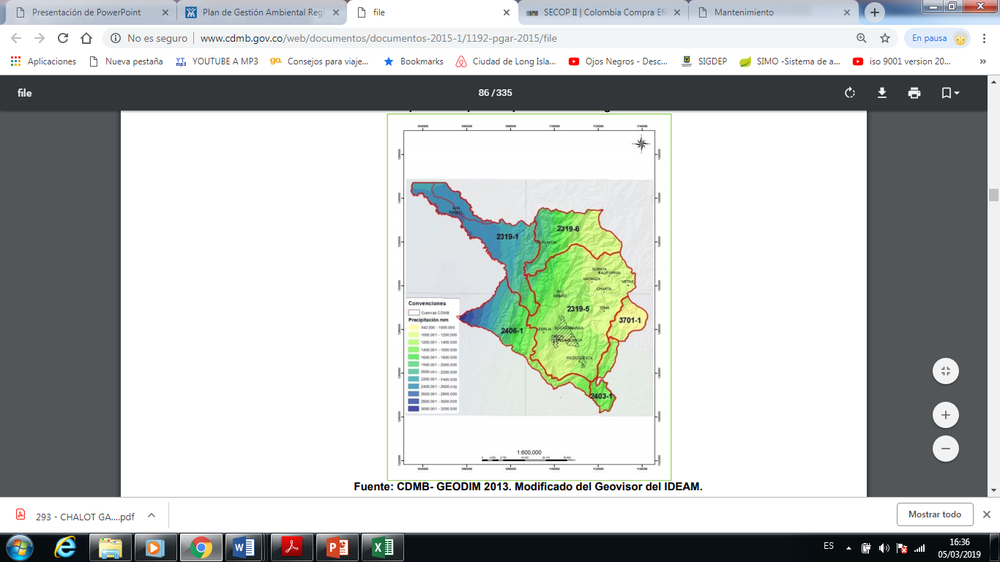 Presentación de PowerPoint
Plan de Gestión Ambiental Regi
file
SECOP II | Colombia Compra Efi
Mantenimiento
No es seguro | www.cdmb.gov.co/web/documentos/documentos-2015-1/1192-pgar-2015/file
En pausa
Aplicaciones
Nueva pestaña
YOUTUBE A MP3
Consejos para viaje...
Bookmarks
Ciudad de Long Isla...
Ojos Negros - Desc...
SIGDEP
SIMO -Sistema de a...
iso 9001 version 20...
»
file
86 / 335
SAN RAFAEL
2319-1
2319-6
EL PLAYON
SURATA
CALIFORNIA
MATANZA
VETAS
CHARTA
RIO NEGRO
2319-5
TONA
3701-1
BUCARAMANGA
LEBRIJA
GIRON
FLORIDABLANCA
2406-1
PIEDECUESTA
2403-1
Convenciones
Cuencas CDMB
Precipitación mm
1000.001 - 1200.000
1200.001 - 1400.000
1400.001 - 1600.000
1600.001 - 1800.000
1800.001 - 2000.000
2000.001 - 2200.000
2200.001 - 2400.000
2400.001 - 2600.000
2600.001 - 2800.000
2800.001 - 3000.000
3000.001 - 3200.000
1:600,000
Fuente: CDMB- GEODIM 2013. Modificado del Geovisor del IDEAM.
293 - CHALOT GA....pdf
Mostrar todo
ES
16:36
05/03/2019